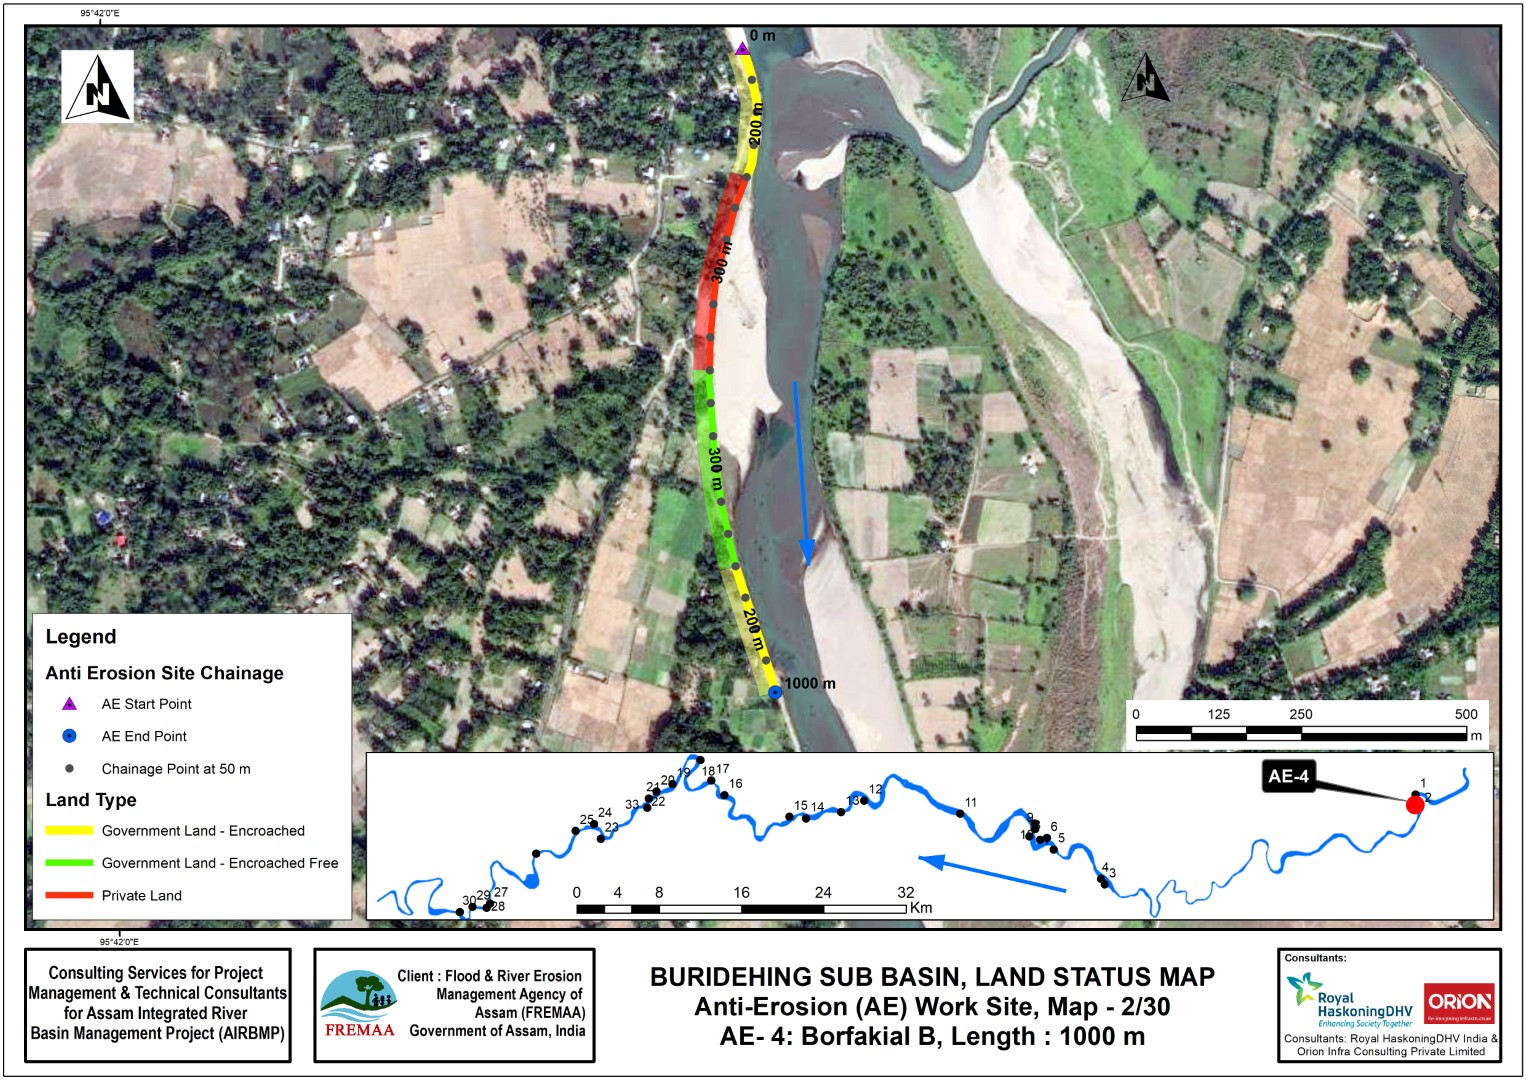 95°42'0"E
0 m
N
N
200 m
300 m
300 m
200 m
1000 m
Legend
Anti Erosion Site Chainage
AE Start Point
AE End Point
Chainage Point at 50 m
Land Type
Government Land - Encroached
Government Land - Encroached Free
Private Land
0 125 250 500
m
AE-4
1
2
19 18 17
20
21
22
16
33
24
25
23
15 14
13
12
11
9
6
5
4
3
27
29
30
28
0 4 8 16 24 32
Km
95°42'0"E
Consulting Services for Project
Management & Technical Consultants
for Assam Integrated River
Basin Management Project (AIRBMP)
FREMAA
Client : Flood & River Erosion
Management Agency of
Assam (FREMAA)
Government of Assam, India
BURIDEHING SUB BASIN, LAND STATUS MAP
Anti-Erosion (AE) Work Site, Map - 2/30
AE- 4: Borfakial B, Length : 1000 m
Consultants:
Royal
HaskoningDHV
Enhancing Society Together
ORION
Re-imagining Infrastructure
Consultants: Royal HaskoningDHV India &
Orion Infra Consulting Private Limited